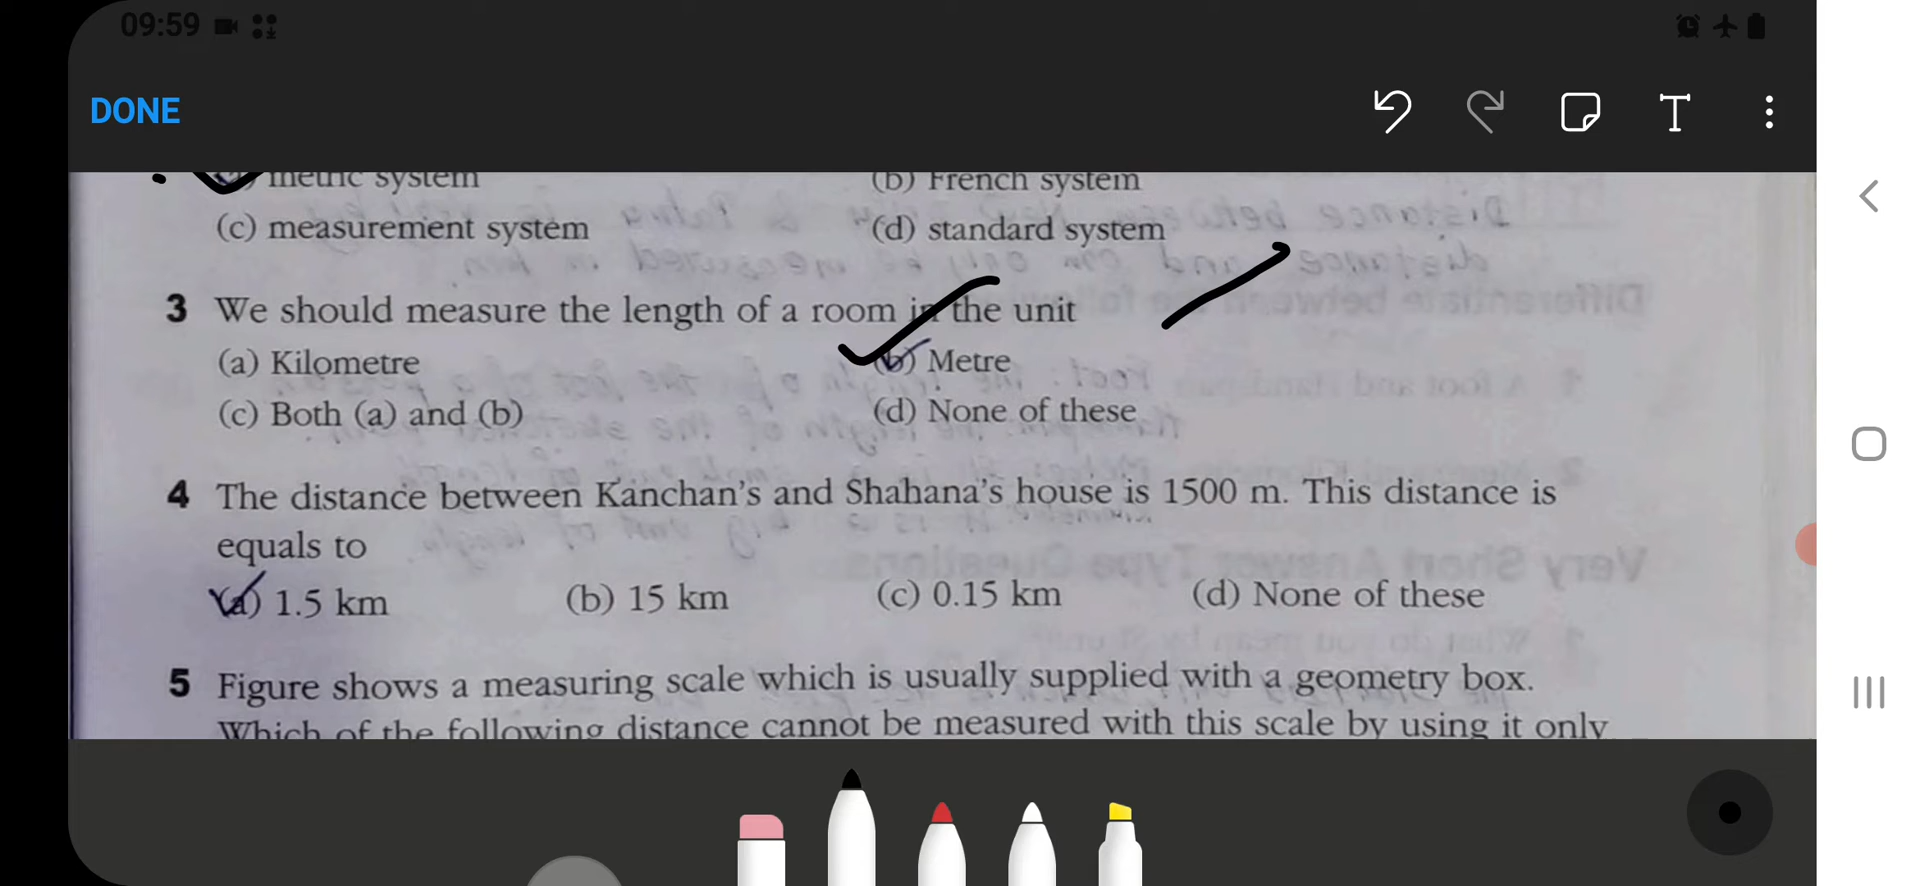 09:59
DONE
T
(a) metric system (b) French system
(c) measurement system (d) standard system
3 We should measure the length of a room in the unit
(a) Kilometre (b) Metre
(c) Both (a) and (b) (d) None of these
4 The distance between Kanchan's and Shahana's house is 1500 m. This distance is
equals to
(a) 1.5 km (b) 15 km (c) 0.15 km (d) None of these
5 Figure shows a measuring scale which is usually supplied with a geometry box.
Which of the following distance cannot be measured with this scale by using it only